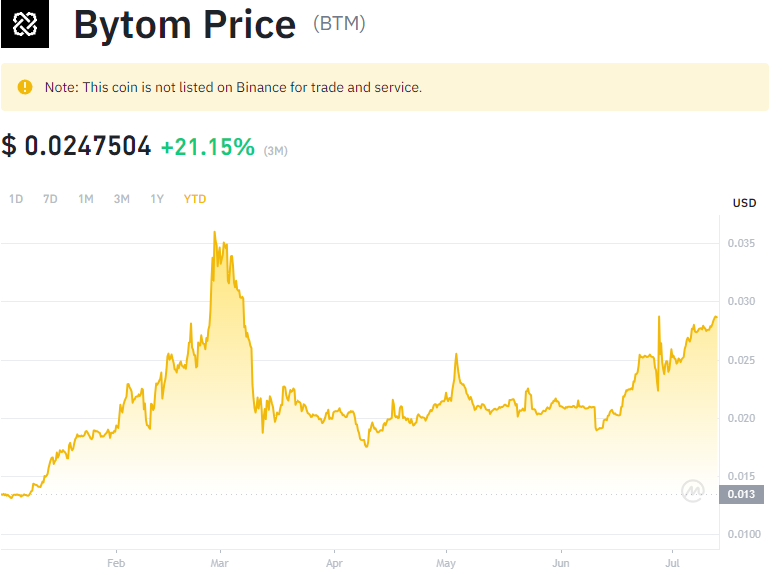 Bytom Price (BTM)
Note: This coin is not listed on Binance for trade and service.
$ 0.0247504 +21.15% (3M)
1D 7D 1M 3M 1Y YTD
USD
0.035
0.030
0.025
0.020
0.015
0.013
0.0100
Feb Mar Apr May Jun Jul